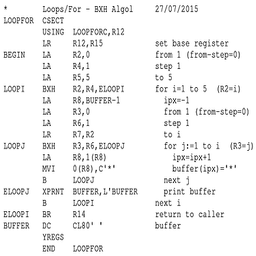 *        Loops/For - BXH Algol     27/07/2015
LOOPFOR  CSECT
         USING  LOOPFORC,R12
         LR     R12,R15            set base register
BEGIN    LA     R2,0               from 1 (from-step=0)
         LA     R4,1               step 1
         LA     R5,5               to 5
LOOPI    BXH    R2,R4,ELOOPI       for i=1 to 5  (R2=i)
         LA     R8,BUFFER-1          ipx=-1
         LA     R3,0                 from 1 (from-step=0)
         LA     R6,1                 step 1
         LR     R7,R2                to i
LOOPJ    BXH    R3,R6,ELOOPJ         for j:=1 to i  (R3=j)
         LA     R8,1(R8)               ipx=ipx+1
         MVI    0(R8),C'*'             buffer(ipx)='*'
         B      LOOPJ                next j
ELOOPJ   XPRNT  BUFFER,L'BUFFER      print buffer
         B      LOOPI              next i
ELOOPI   BR     R14                return to caller
BUFFER   DC     CL80' '            buffer
         YREGS
         END    LOOPFOR